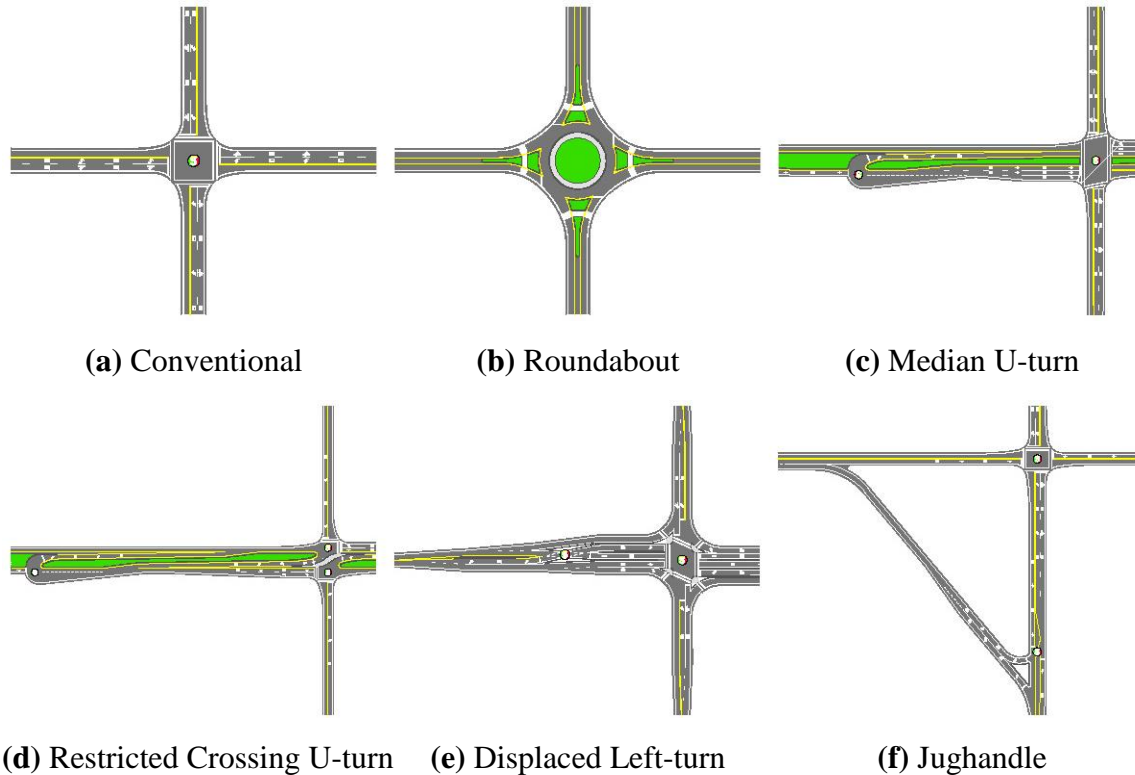 (a) Conventional
(b) Roundabout
(c) Median U-turn
(d) Restricted Crossing U-turn
(e) Displaced Left-turn
(f) Jughandle